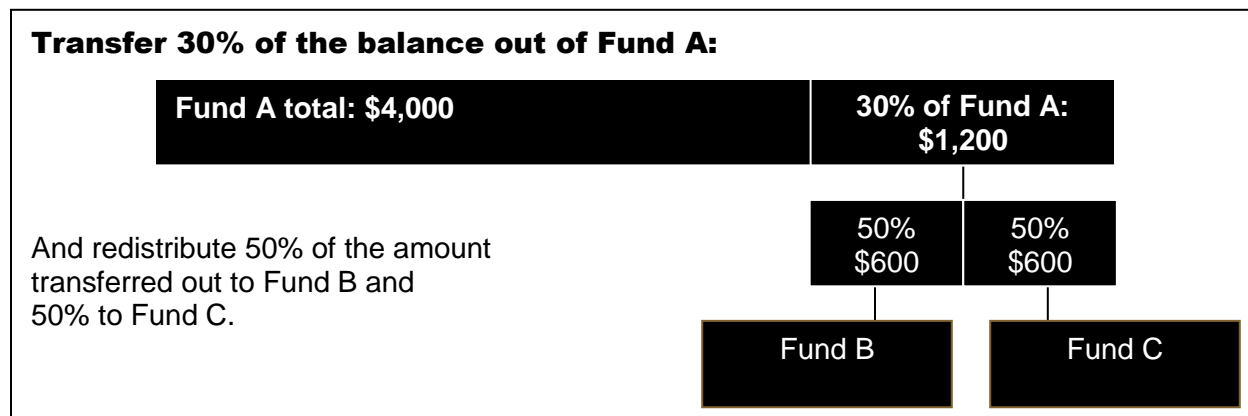 Transfer 30% of the balance out of Fund A:
Fund A total: $4,000
30% of Fund A:
$1,200
50%
$600
50%
$600
And redistribute 50% of the amount
transferred out to Fund B and
50% to Fund C.
Fund B
Fund C